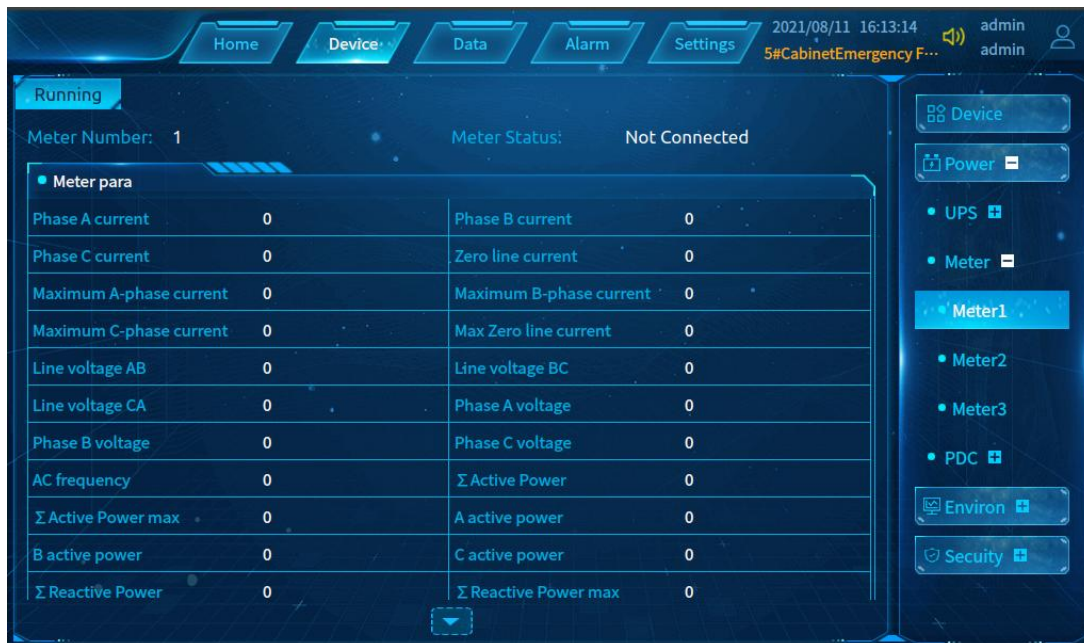 Home Device Data Alarm Settings 2021/08/11 16:13:14 admin
5#CabinetEmergency F··· admin
Running
Meter Number: 1 Meter Status: Not Connected
Meter para
Phase A current 0 Phase B current 0
Phase C current 0 Zero line current 0
Maximum A-phase current 0 Maximum B-phase current 0
Maximum C-phase current 0 Max Zero line current 0
Line voltage AB 0 Line voltage BC 0
Line voltage CA 0 Phase A voltage 0
Phase B voltage 0 Phase C voltage 0
AC frequency 0 Σ Active Power 0
Σ Active Power max 0 A active power 0
B active power 0 C active power 0
Σ Reactive Power 0 Σ Reactive Power max 0
Device
Power
UPS
Meter
Meter1
Meter2
Meter3
PDC
Environ
Secuity